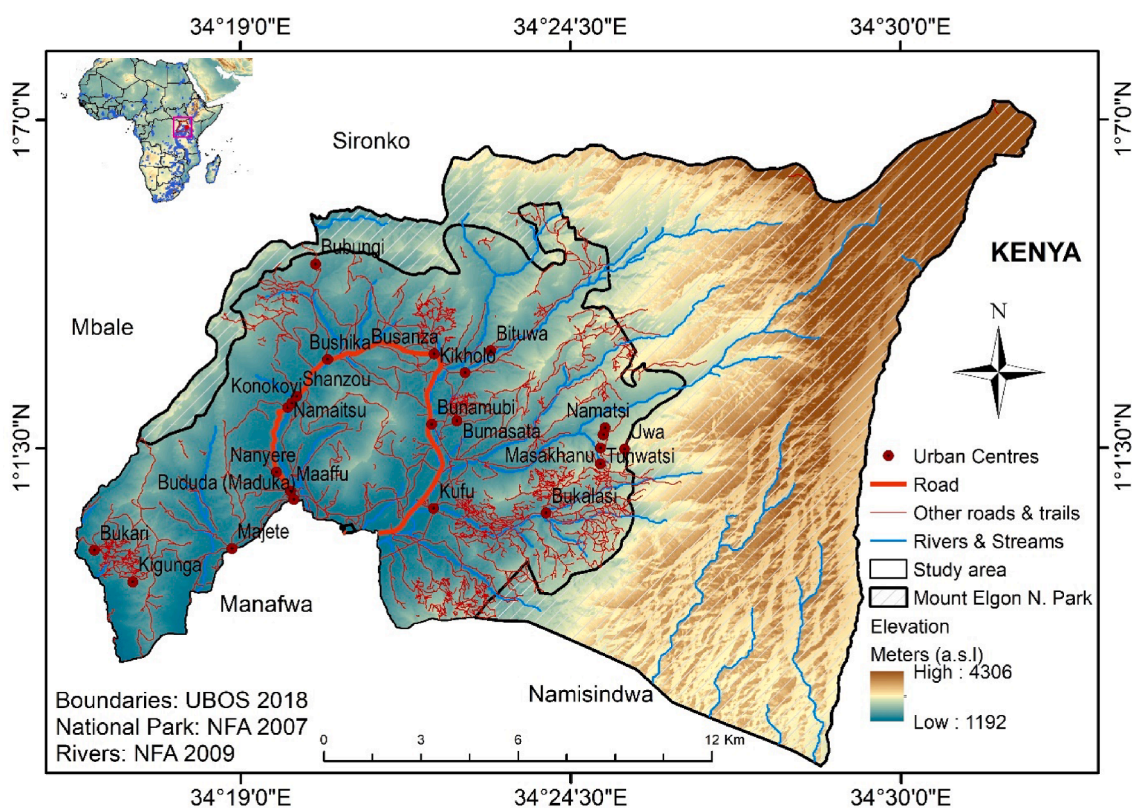 34°19'0"E
34°24'30"E
34°30'0"E
1°7'0"N
1°7'0"N
Sironko
KENYA
N
Bubungi
Mbale
Bushika
Busanza
Bituwa
Kikholo
Konokoyi
Shanzou
Namaitsu
Bunamubi
Bumasata
Namatsi
Uwa
1°1'30"N
1°1'30"N
Nanyere
Masakhanu
Tunwatsi
Bududa (Maduka)
Maaffu
Kufu
Bukalasi
Bukari
Majete
Kigunga
Manafwa
Namisindwa
Urban Centres
Road
Other roads & trails
Rivers & Streams
Study area
Mount Elgon N. Park
Elevation
Meters (a.s.l)
High : 4306
Low : 1192
Boundaries: UBOS 2018
National Park: NFA 2007
Rivers: NFA 2009
0 3 6 12 Km
34°19'0"E
34°24'30"E
34°30'0"E